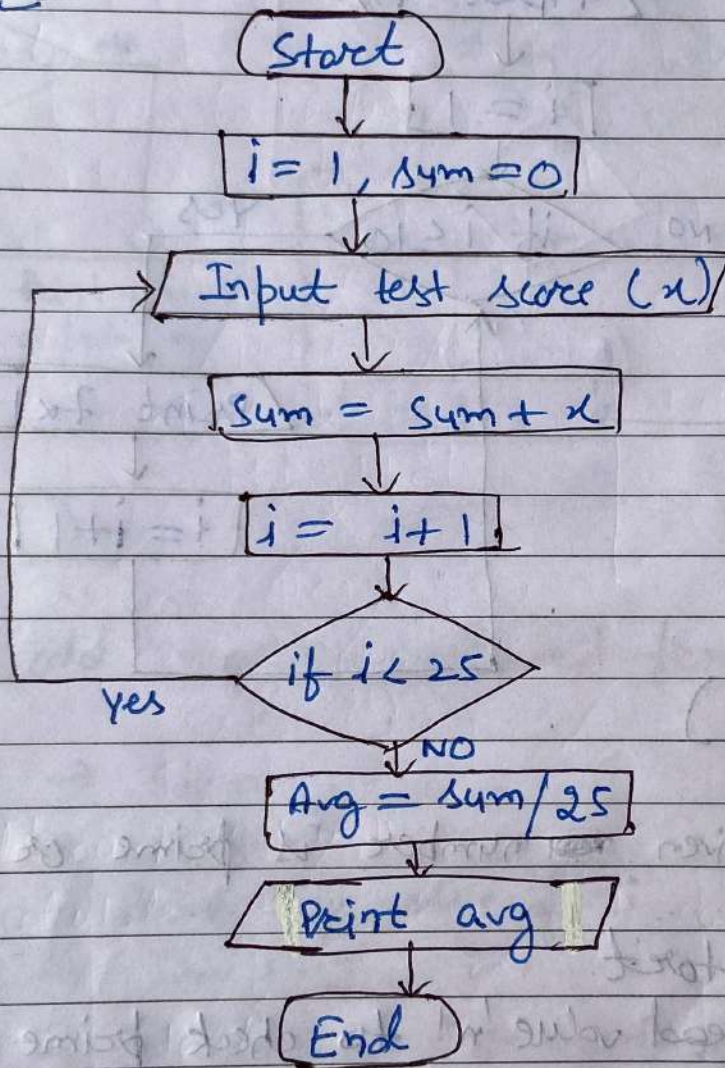 Start
i = 1, sum = 0
Input test score (x)
sum = sum + x
i = i + 1
if i < 25
yes
NO
Avg = sum / 25
Print avg
End